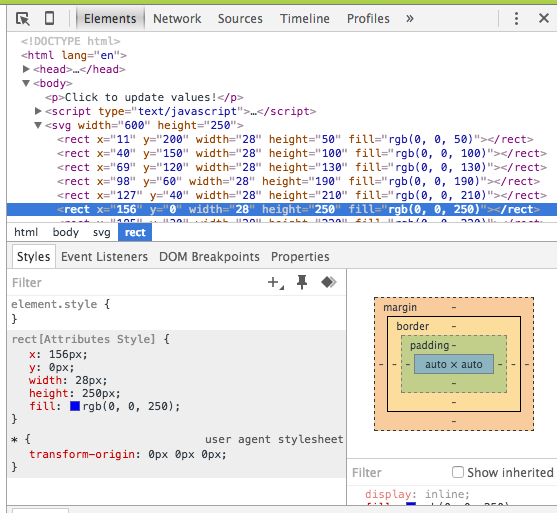 Elements Network Sources Timeline Profiles »
<!DOCTYPE html>
<html lang="en">
▶<head>…</head>
▼<body>
<p>Click to update values!</p>
▶<script type="text/javascript">…</script>
▼<svg width="600" height="250">
<rect x="11" y="200" width="28" height="50" fill="rgb(0, 0, 50)"></rect>
<rect x="40" y="150" width="28" height="100" fill="rgb(0, 0, 100)"></rect>
<rect x="69" y="120" width="28" height="130" fill="rgb(0, 0, 130)"></rect>
<rect x="98" y="60" width="28" height="190" fill="rgb(0, 0, 190)"></rect>
<rect x="127" y="40" width="28" height="210" fill="rgb(0, 0, 210)"></rect>
<rect x="156" y="0" width="28" height="250" fill="rgb(0, 0, 250)"></rect>
html body svg rect
Styles Event Listeners DOM Breakpoints Properties
Filter
element.style {
}
rect[Attributes Style] {
x: 156px;
y: 0px;
width: 28px;
height: 250px;
fill: rgb(0, 0, 250);
}
* { user agent stylesheet
transform-origin: 0px 0px 0px;
}
margin -
border -
padding -
- - - auto × auto - - -
-
-
-
Filter Show inherited
display: inline;